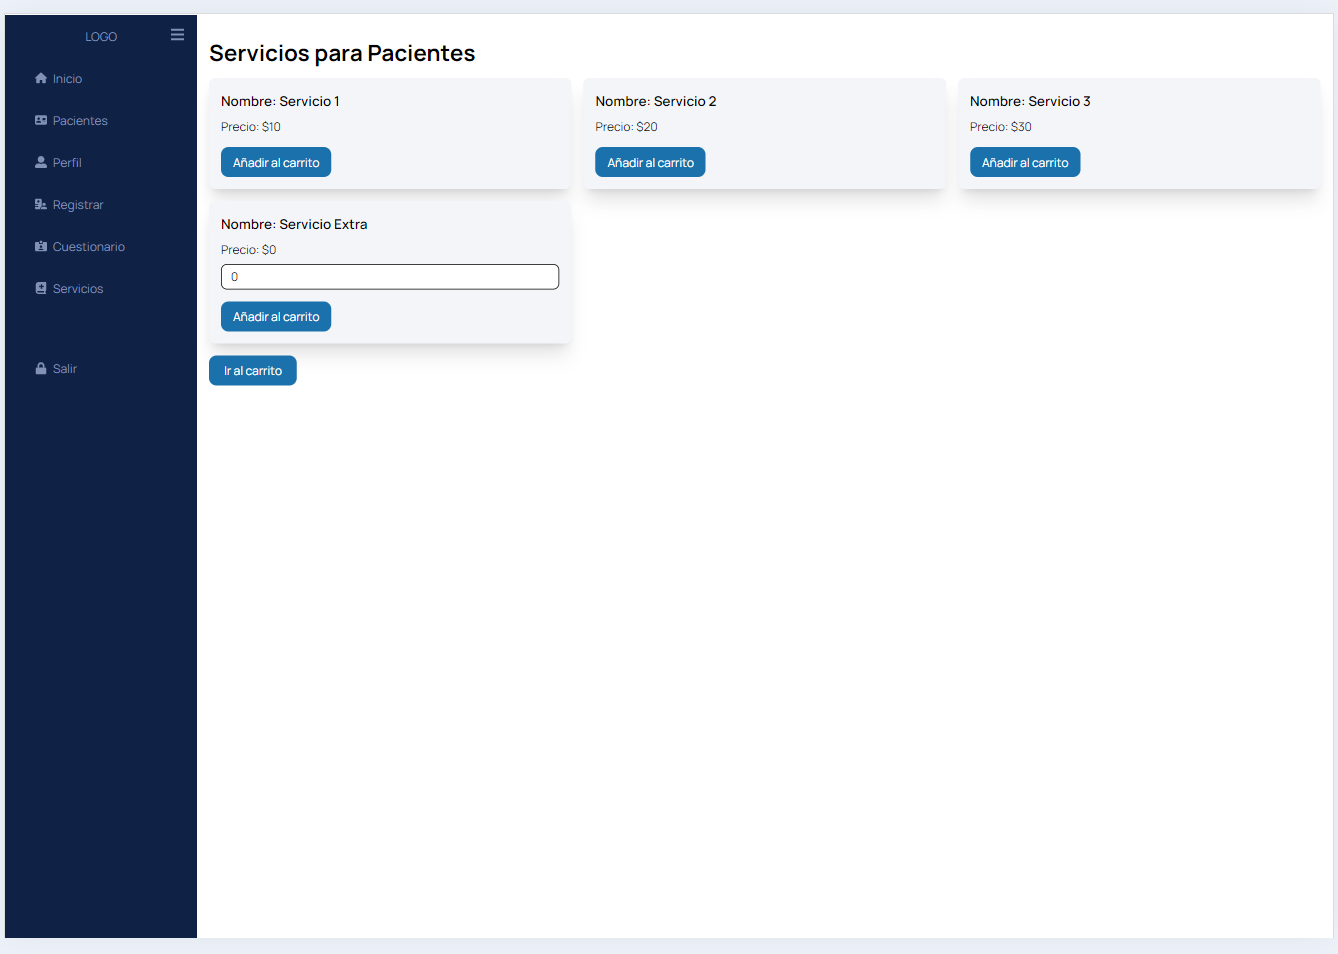 LOGO
Inicio
Pacientes
Perfil
Registrar
Cuestionario
Servicios
Salir
Servicios para Pacientes
Nombre: Servicio 1
Precio: $10
Añadir al carrito
Nombre: Servicio 2
Precio: $20
Añadir al carrito
Nombre: Servicio 3
Precio: $30
Añadir al carrito
Nombre: Servicio Extra
Precio: $0
0
Añadir al carrito
Ir al carrito